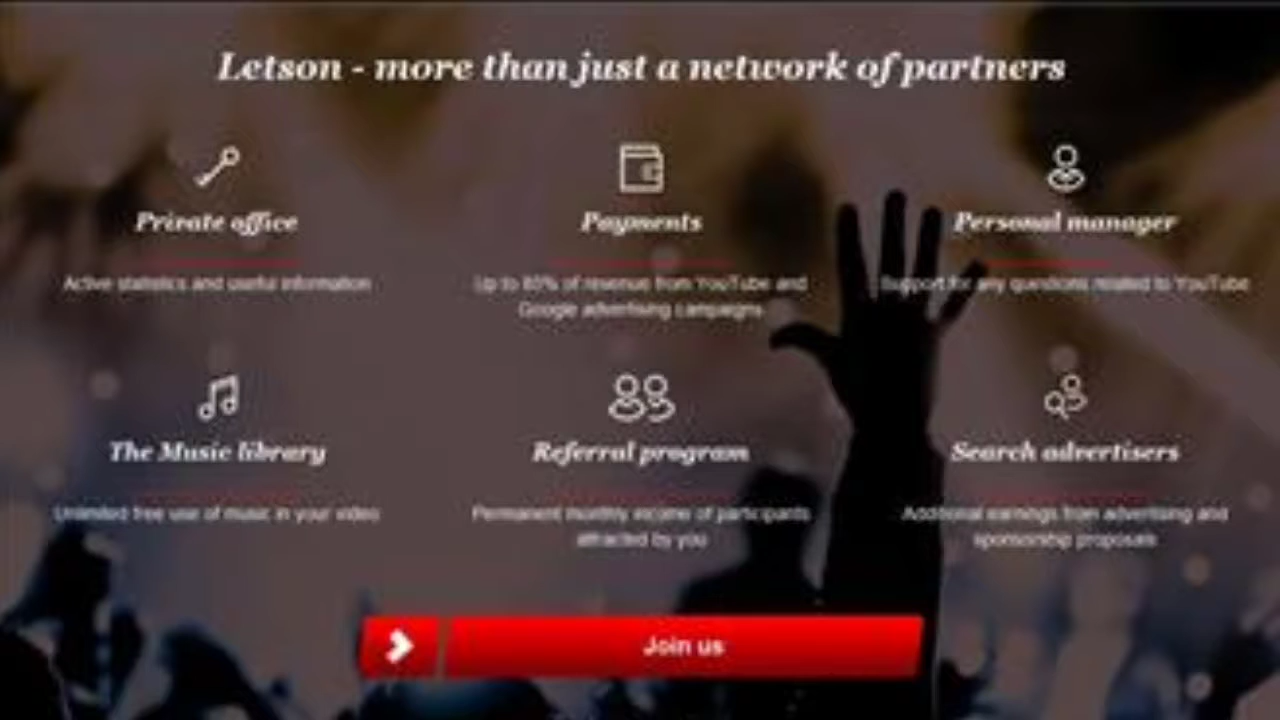 Letson - more than just a network of partners
Private office
Payments
Personal manager
Active statistics and useful information
Up to 80% of revenue from YouTube and
Google advertising campaigns
Support for any questions related to YouTube
The Music library
Referral program
Search advertisers
Unlimited free use of music in your video
Permanent monthly income of participants
attracted by you
Additional earnings from advertising and
sponsorship proposals
Join us